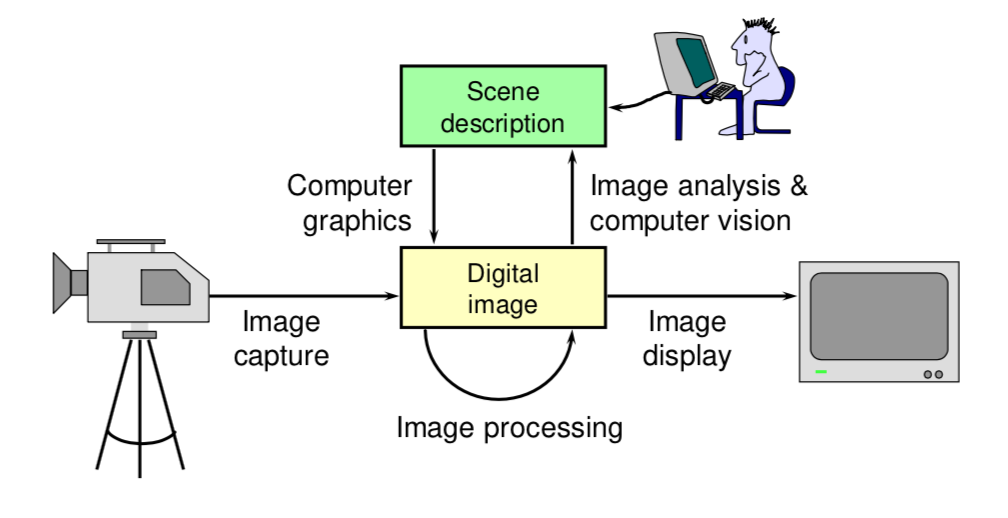 Scene
description
Computer
graphics
Image analysis &
computer vision
Digital
image
Image
capture
Image
display
Image processing